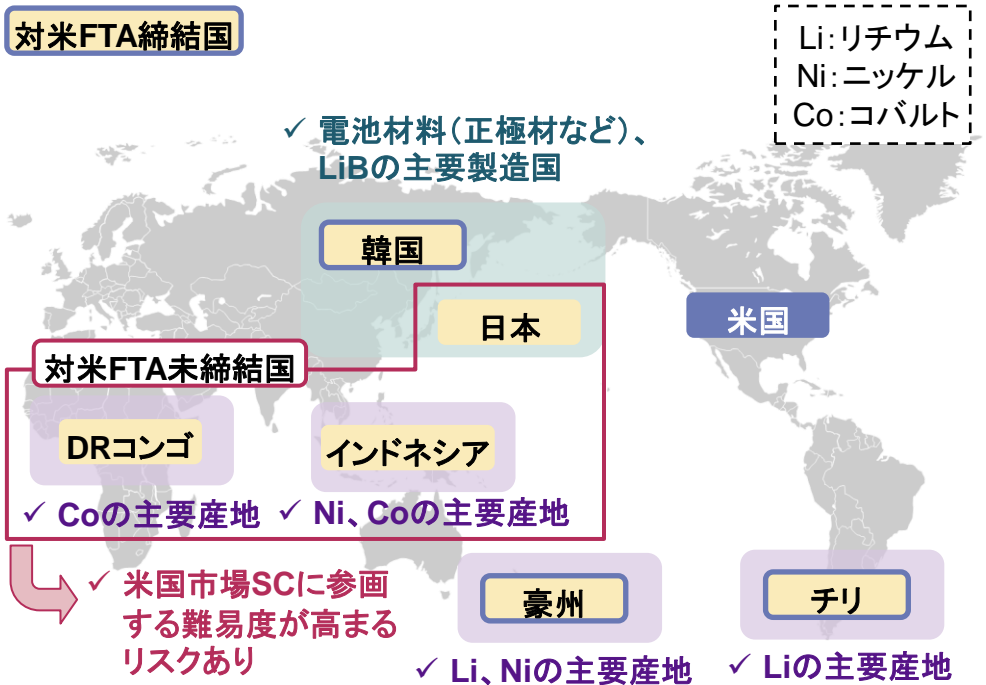 対米FTA締結国
Li：リチウム
Ni：ニッケル
Co：コバルト
✓ 電池材料（正極材など）、
LiBの主要製造国
韓国
日本
米国
対米FTA未締結国
DRコンゴ
インドネシア
✓ Coの主要産地
✓ Ni、Coの主要産地
✓ 米国市場SCに参画
する難易度が高まる
リスクあり
豪州
チリ
✓ Li、Niの主要産地
✓ Liの主要産地